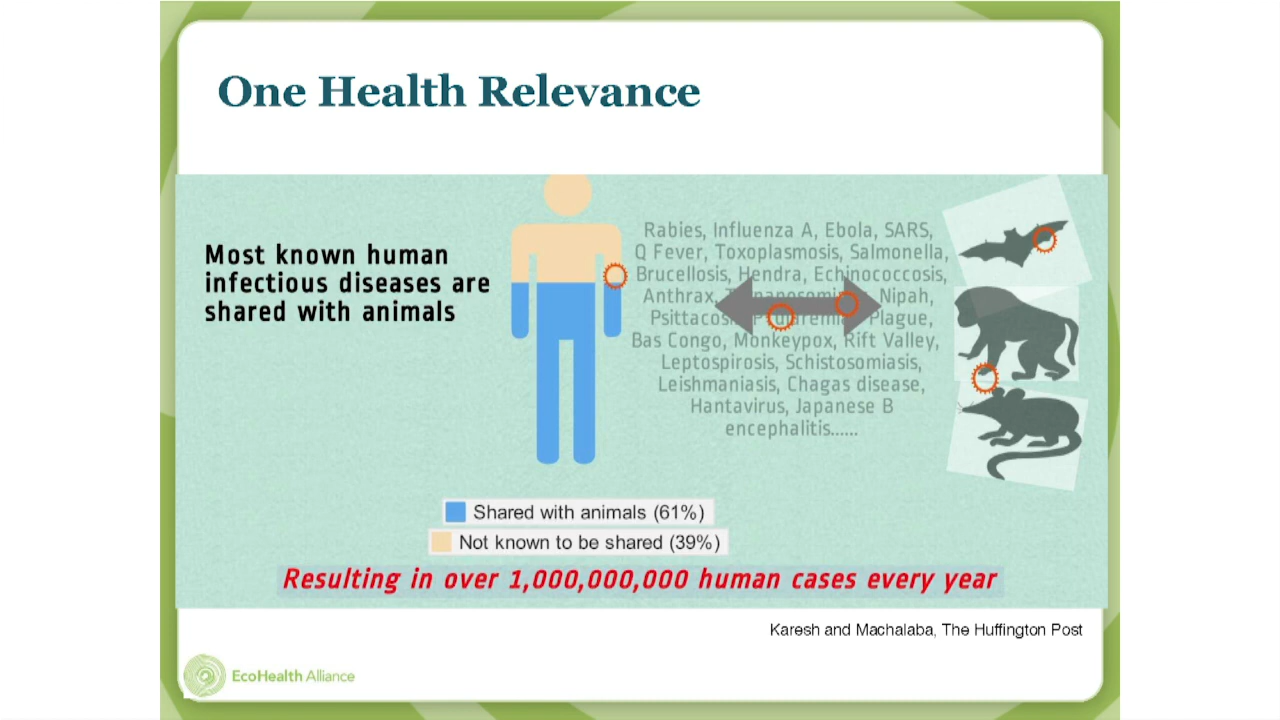 One Health Relevance
Most known human
infectious diseases are
shared with animals
Rabies, Influenza A, Ebola, SARS,
Q Fever, Toxoplasmosis, Salmonella,
Brucellosis, Hendra, Echinococcosis,
Anthrax, Nipah,
Plague,
Bas Congo, Monkeypox, Rift Valley,
Leptospirosis, Schistosomiasis,
Leishmaniasis, Chagas disease,
Hantavirus, Japanese B
encephalitis......
Shared with animals (61%)
Not known to be shared (39%)
Resulting in over 1,000,000,000 human cases every year
Karesh and Machalaba, The Huffington Post
EcoHealth Alliance